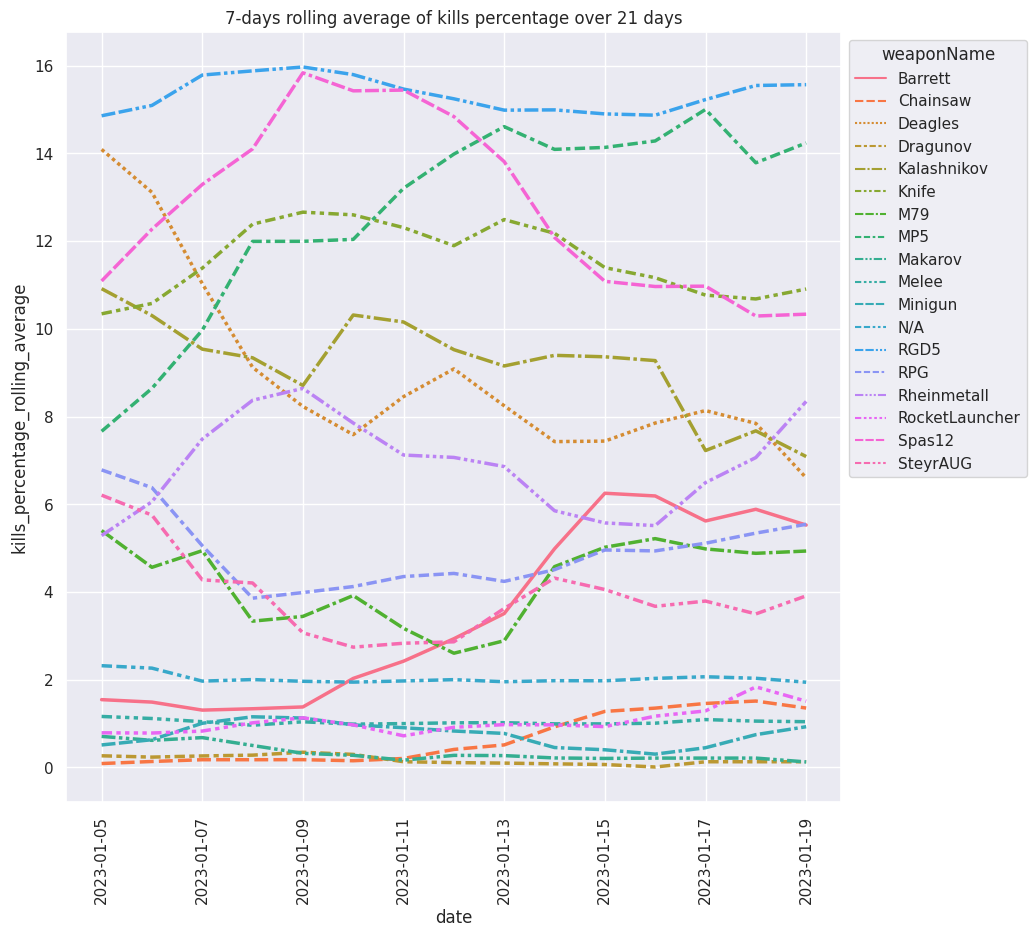 7-days rolling average of kills percentage over 21 days
kills_percentage_rolling_average
16
14
12
10
8
6
4
2
0
2023-01-05
2023-01-07
2023-01-09
2023-01-11
2023-01-13
2023-01-15
2023-01-17
2023-01-19
date
weaponName
Barrett
Chainsaw
Deagles
Dragunov
Kalashnikov
Knife
M79
MP5
Makarov
Melee
Minigun
N/A
RGD5
RPG
Rheinmetall
RocketLauncher
Spas12
SteyrAUG